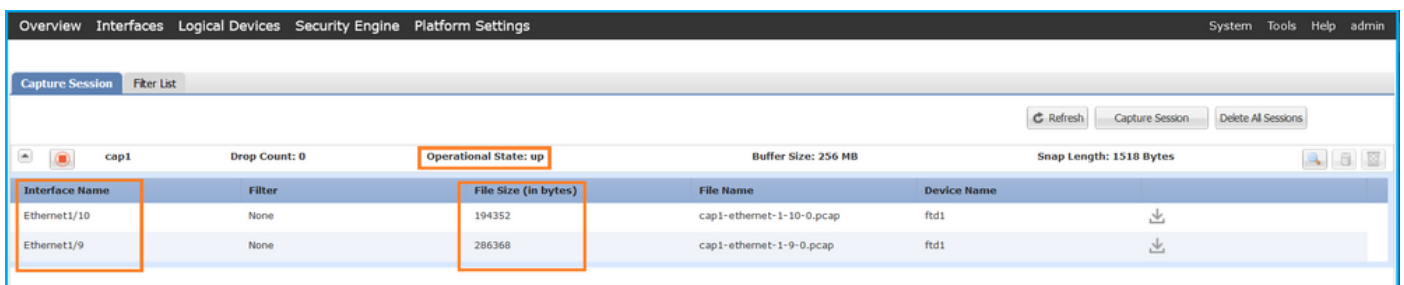 Overview Interfaces Logical Devices Security Engine Platform Settings System Tools Help admin
Capture Session Filter List
Refresh Capture Session Delete All Sessions
cap1 Drop Count: 0 Operational State: up Buffer Size: 256 MB Snap Length: 1518 Bytes
Interface Name Filter File Size (in bytes) File Name Device Name
Ethernet1/10 None 194352 cap1-ethernet-1-10-0.pcap ftd1
Ethernet1/9 None 286368 cap1-ethernet-1-9-0.pcap ftd1